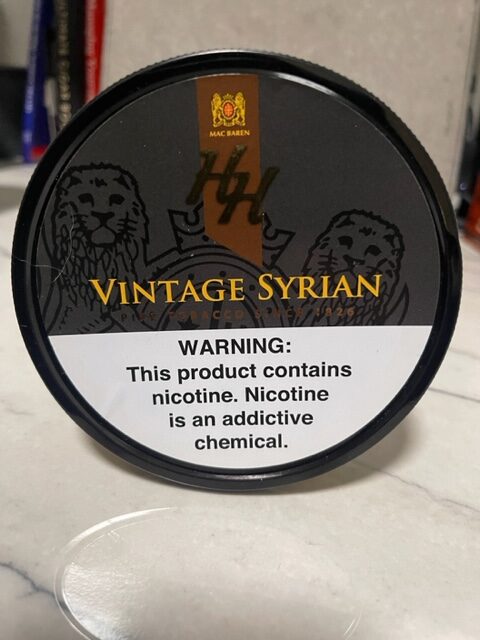 MAC BAREN
HH
VINTAGE SYRIAN
PIPE TOBACCO SINCE 1826
WARNING:
This product contains
nicotine. Nicotine
is an addictive
chemical.